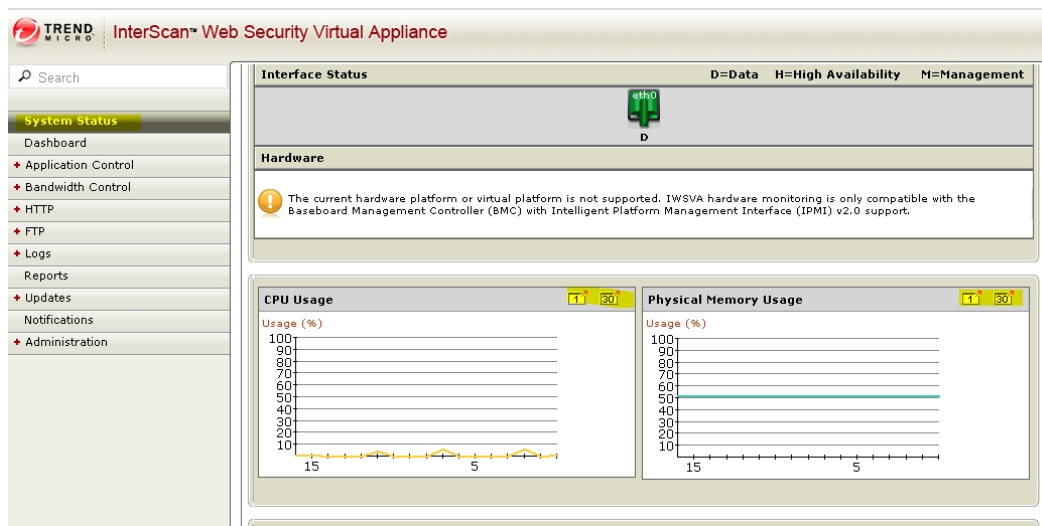 TREND MICRO InterScan™ Web Security Virtual Appliance
Search
System Status
Dashboard
+ Application Control
+ Bandwidth Control
+ HTTP
+ FTP
+ Logs
Reports
+ Updates
Notifications
+ Administration
Interface Status D=Data H=High Availability M=Management
eth0
D
Hardware
The current hardware platform or virtual platform is not supported. IWSVA hardware monitoring is only compatible with the
Baseboard Management Controller (BMC) with Intelligent Platform Management Interface (IPMI) v2.0 support.
CPU Usage 1 30
Usage (%)
100
90
80
70
60
50
40
30
20
10
15 5
Physical Memory Usage 1 30
Usage (%)
100
90
80
70
60
50
40
30
20
10
15 5